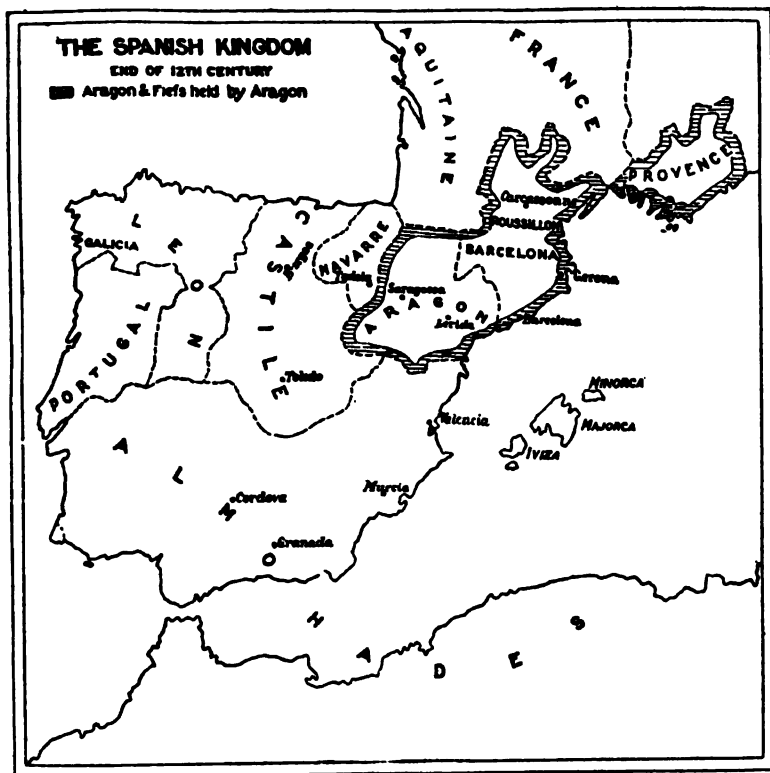 THE SPANISH KINGDOM
END OF 12TH CENTURY
Aragon & Fiefs held by Aragon
AQUITAINE
FRANCE
PROVENCE
Carcassonne
ROUSSILLON
BARCELONA
Gerona
Barcelona
LEON
GALICIA
CASTILE
Burgos
NAVARRE
Tudela
Saragossa
ARAGON
Lerida
PORTUGAL
Toledo
MINORCA
MAJORCA
IVIZA
Valencia
Murcia
Cordova
Granada
ALMOHADES